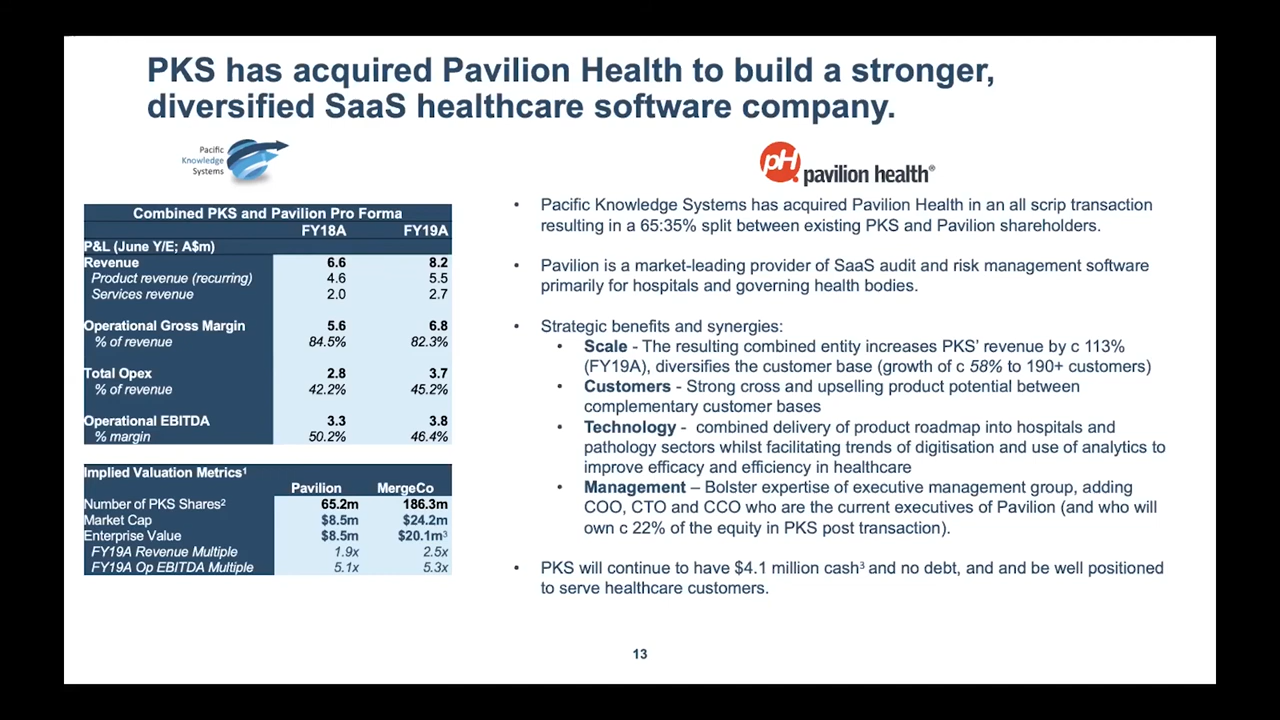 PKS has acquired Pavilion Health to build a stronger,
diversified SaaS healthcare software company.
Pacific
Knowledge
Systems
pH pavilion health®
Combined PKS and Pavilion Pro Forma
FY18A FY19A
P&L (June Y/E; A$m)
Revenue 6.6 8.2
Product revenue (recurring) 4.6 5.5
Services revenue 2.0 2.7
Operational Gross Margin 5.6 6.8
% of revenue 84.5% 82.3%
Total Opex 2.8 3.7
% of revenue 42.2% 45.2%
Operational EBITDA 3.3 3.8
% margin 50.2% 46.4%
Implied Valuation Metrics¹
Pavilion MergeCo
Number of PKS Shares² 65.2m 186.3m
Market Cap $8.5m $24.2m
Enterprise Value $8.5m $20.1m³
FY19A Revenue Multiple 1.9x 2.5x
FY19A Op EBITDA Multiple 5.1x 5.3x
• Pacific Knowledge Systems has acquired Pavilion Health in an all scrip transaction
resulting in a 65:35% split between existing PKS and Pavilion shareholders.
• Pavilion is a market-leading provider of SaaS audit and risk management software
primarily for hospitals and governing health bodies.
• Strategic benefits and synergies:
• Scale - The resulting combined entity increases PKS' revenue by c 113%
(FY19A), diversifies the customer base (growth of c 58% to 190+ customers)
• Customers - Strong cross and upselling product potential between
complementary customer bases
• Technology - combined delivery of product roadmap into hospitals and
pathology sectors whilst facilitating trends of digitisation and use of analytics to
improve efficacy and efficiency in healthcare
• Management – Bolster expertise of executive management group, adding
COO, CTO and CCO who are the current executives of Pavilion (and who will
own c 22% of the equity in PKS post transaction).
• PKS will continue to have $4.1 million cash³ and no debt, and and be well positioned
to serve healthcare customers.
13